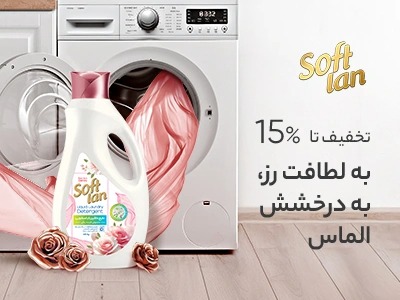 Soft
lan
تخفیف تا 15%
به لطافت رز،
به درخشش
الماس
Soft
lan
Liquid Laundry
Detergent